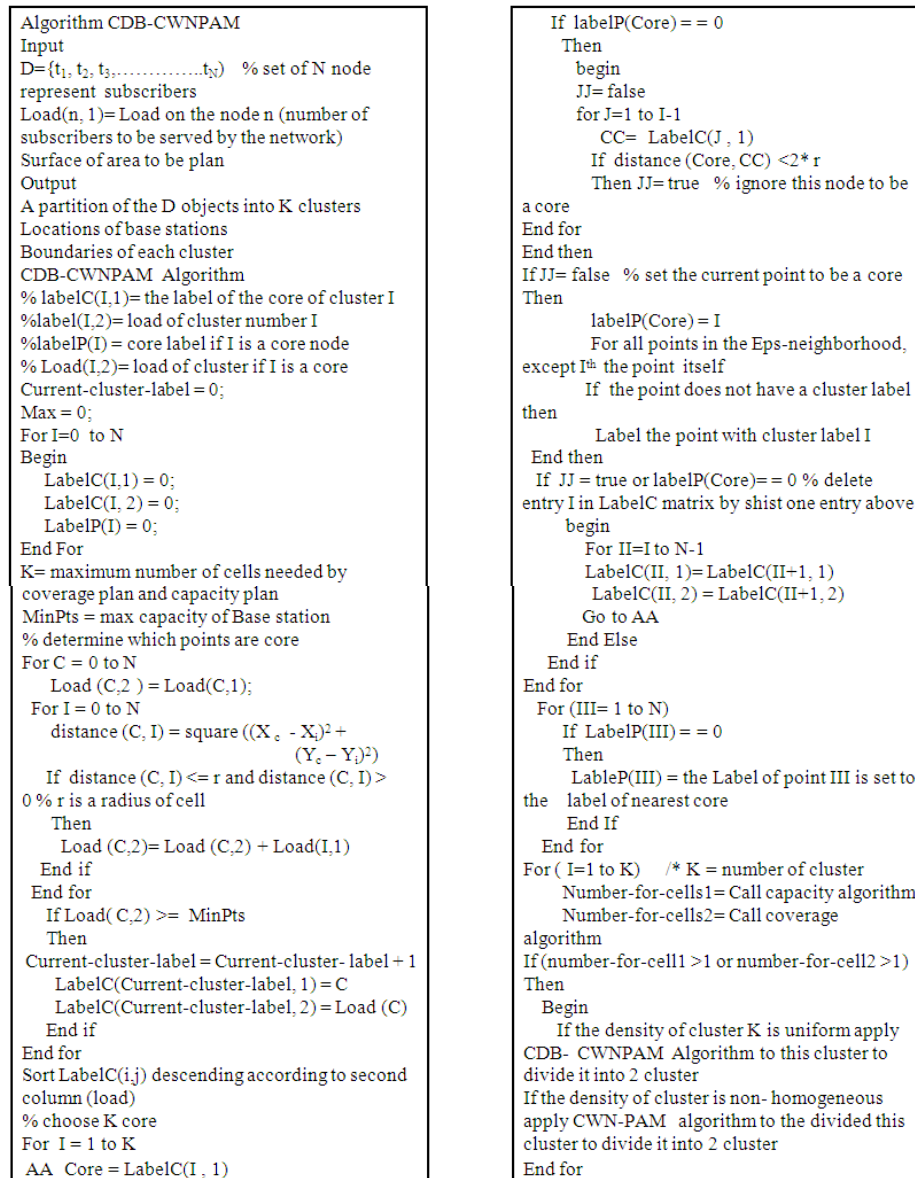 Algorithm CDB-CWNPAM
Input
D={t1, t2, t3,…………..tN) % set of N node
represent subscribers
Load(n, 1)= Load on the node n (number of
subscribers to be served by the network)
Surface of area to be plan
Output
A partition of the D objects into K clusters
Locations of base stations
Boundaries of each cluster
CDB-CWNPAM Algorithm
% labelC(I,1)= the label of the core of cluster I
%label(I,2)= load of cluster number I
%labelP(I) = core label if I is a core node
% Load(I,2)= load of cluster if I is a core
Current-cluster-label = 0;
Max = 0;
For I=0 to N
Begin
LabelC(I,1) = 0;
LabelC(I, 2) = 0;
LabelP(I) = 0;
End For
K= maximum number of cells needed by
coverage plan and capacity plan
MinPts = max capacity of Base station
% determine which points are core
For C = 0 to N
Load (C,2 ) = Load(C,1);
For I = 0 to N
distance (C, I) = square ((X c - Xi)2 +
(Yc – Yi)2)
If distance (C, I) <= r and distance (C, I) >
0 % r is a radius of cell
Then
Load (C,2)= Load (C,2) + Load(I,1)
End if
End for
If Load( C,2) >= MinPts
Then
Current-cluster-label = Current-cluster- label + 1
LabelC(Current-cluster-label, 1) = C
LabelC(Current-cluster-label, 2) = Load (C)
End if
End for
Sort LabelC(i,j) descending according to second
column (load)
% choose K core
For I = 1 to K
AA Core = LabelC(I , 1)
If labelP(Core) = = 0
Then
begin
JJ= false
for J=1 to I-1
CC= LabelC(J , 1)
If distance (Core, CC) <2* r
Then JJ= true % ignore this node to be
a core
End for
End then
If JJ= false % set the current point to be a core
Then
labelP(Core) = I
For all points in the Eps-neighborhood,
except Ith the point itself
If the point does not have a cluster label
then
Label the point with cluster label I
End then
If JJ = true or labelP(Core)= = 0 % delete
entry I in LabelC matrix by shist one entry above
begin
For II=I to N-1
LabelC(II, 1)= LabelC(II+1, 1)
LabelC(II, 2) = LabelC(II+1, 2)
Go to AA
End Else
End if
End for
For (III= 1 to N)
If LabelP(III) = = 0
Then
LableP(III) = the Label of point III is set to
the label of nearest core
End If
End for
For ( I=1 to K) /* K = number of cluster
Number-for-cells1= Call capacity algorithm
Number-for-cells2= Call coverage
algorithm
If (number-for-cell1 >1 or number-for-cell2 >1)
Then
Begin
If the density of cluster K is uniform apply
CDB- CWNPAM Algorithm to this cluster to
divide it into 2 cluster
If the density of cluster is non- homogeneous
apply CWN-PAM algorithm to the divided this
cluster to divide it into 2 cluster
End for